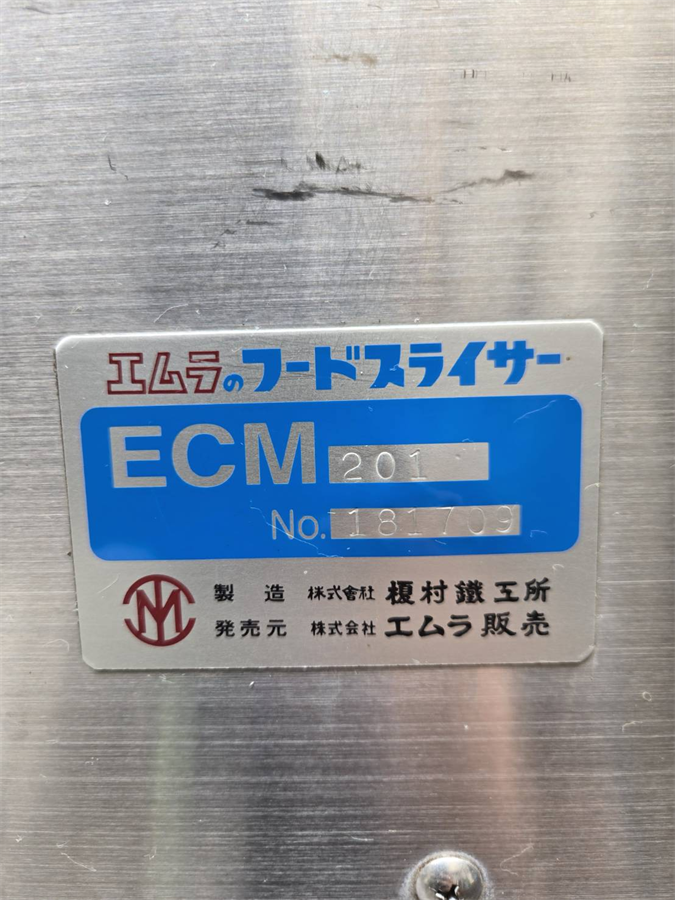 エムラのフードスライサー
ECM 201
No. 181709
製造 株式会社 榎村鐵工所
発売元 株式会社 エムラ販売